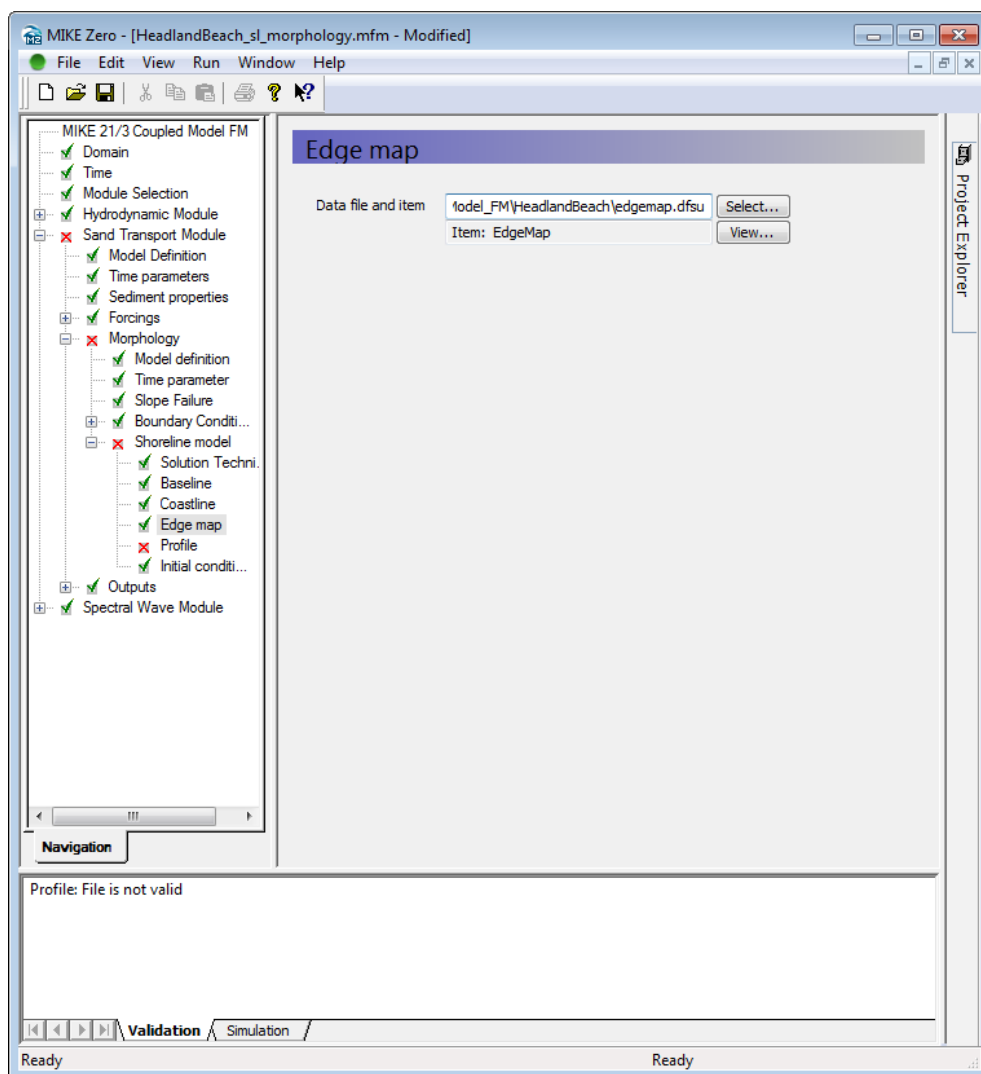 MIKE Zero - [HeadlandBeach_sl_morphology.mfm - Modified]
File Edit View Run Window Help
MIKE 21/3 Coupled Model FM
Domain
Time
Module Selection
Hydrodynamic Module
Sand Transport Module
Model Definition
Time parameters
Sediment properties
Forcings
Morphology
Model definition
Time parameter
Slope Failure
Boundary Conditi...
Shoreline model
Solution Techni.
Baseline
Coastline
Edge map
Profile
Initial conditi...
Outputs
Spectral Wave Module
Navigation
Edge map
Data file and item
odel_FM\HeadlandBeach\edgemap.dfsu
Select...
Item: EdgeMap
View...
Project Explorer
Profile: File is not valid
Validation
Simulation
Ready
Ready